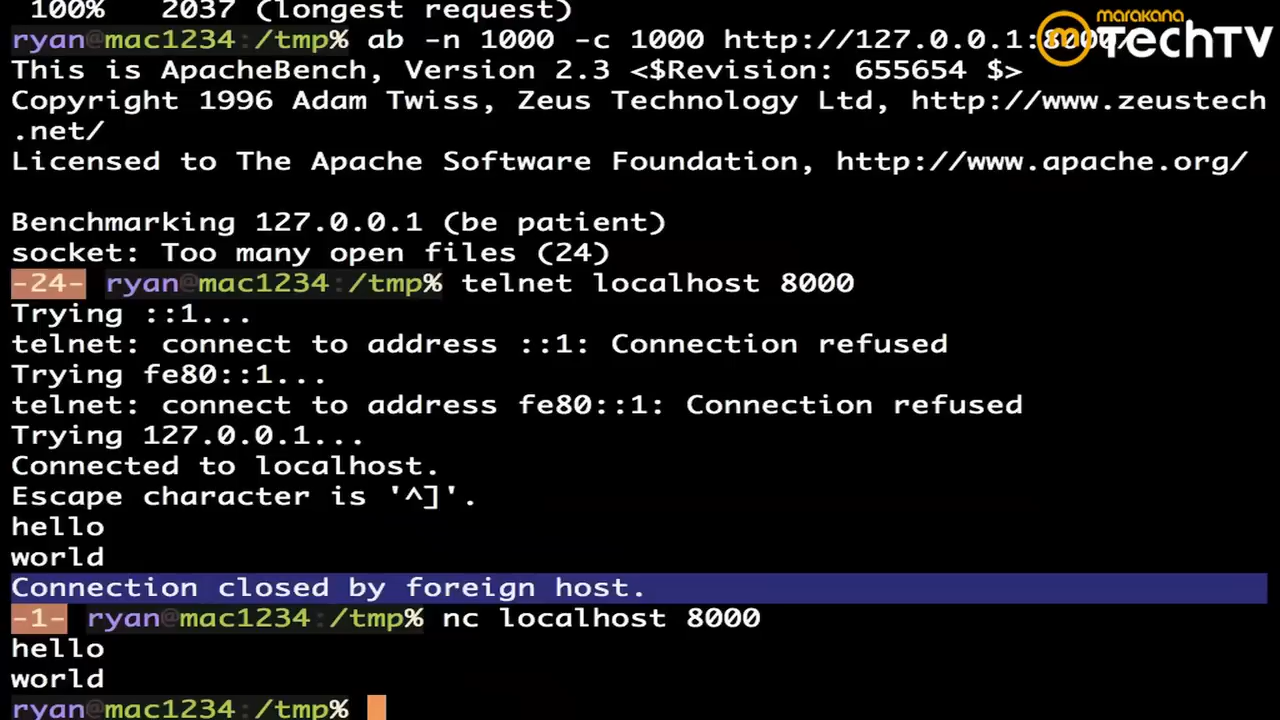 100% 2037 (longest request)
ryan@mac1234:/tmp% ab -n 1000 -c 1000 http://127.0.0.1:8000/
marakana
TechTV
This is ApacheBench, Version 2.3 <$Revision: 655654 $>
Copyright 1996 Adam Twiss, Zeus Technology Ltd, http://www.zeustech
.net/
Licensed to The Apache Software Foundation, http://www.apache.org/
Benchmarking 127.0.0.1 (be patient)
socket: Too many open files (24)
-24- ryan@mac1234:/tmp% telnet localhost 8000
Trying ::1...
telnet: connect to address ::1: Connection refused
Trying fe80::1...
telnet: connect to address fe80::1: Connection refused
Trying 127.0.0.1...
Connected to localhost.
Escape character is '^]'.
hello
world
Connection closed by foreign host.
-1- ryan@mac1234:/tmp% nc localhost 8000
hello
world
ryan@mac1234:/tmp%